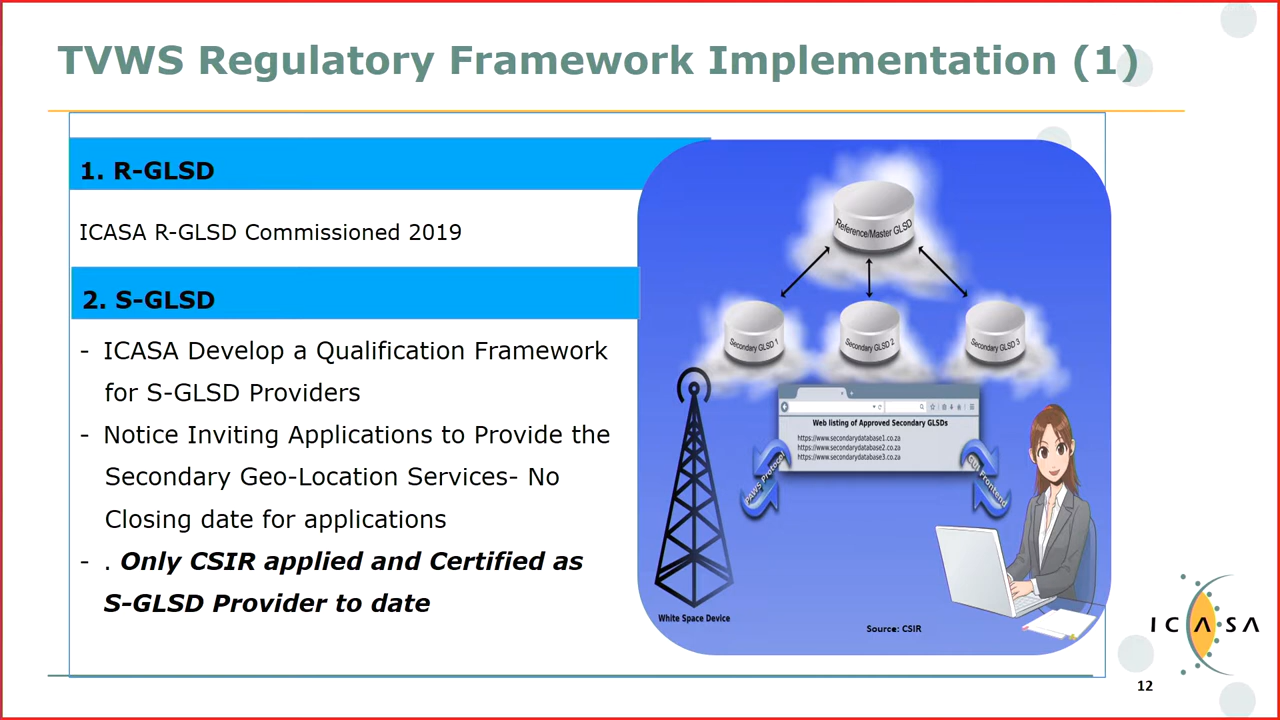 TVWS Regulatory Framework Implementation (1)
1. R-GLSD
ICASA R-GLSD Commissioned 2019
2. S-GLSD
- ICASA Develop a Qualification Framework
for S-GLSD Providers
- Notice Inviting Applications to Provide the
Secondary Geo-Location Services- No
Closing date for applications
- . Only CSIR applied and Certified as
S-GLSD Provider to date
Reference/Master GLSD
Secondary GLSD 1
Secondary GLSD 2
Secondary GLSD 3
Web listing of Approved Secondary GLSDs
https://www.secondarydatabase1.co.za
https://www.secondarydatabase2.co.za
https://www.secondarydatabase3.co.za
PAWS Protocol
GUI Frontend
White Space Device
Source: CSIR
ICASA
12